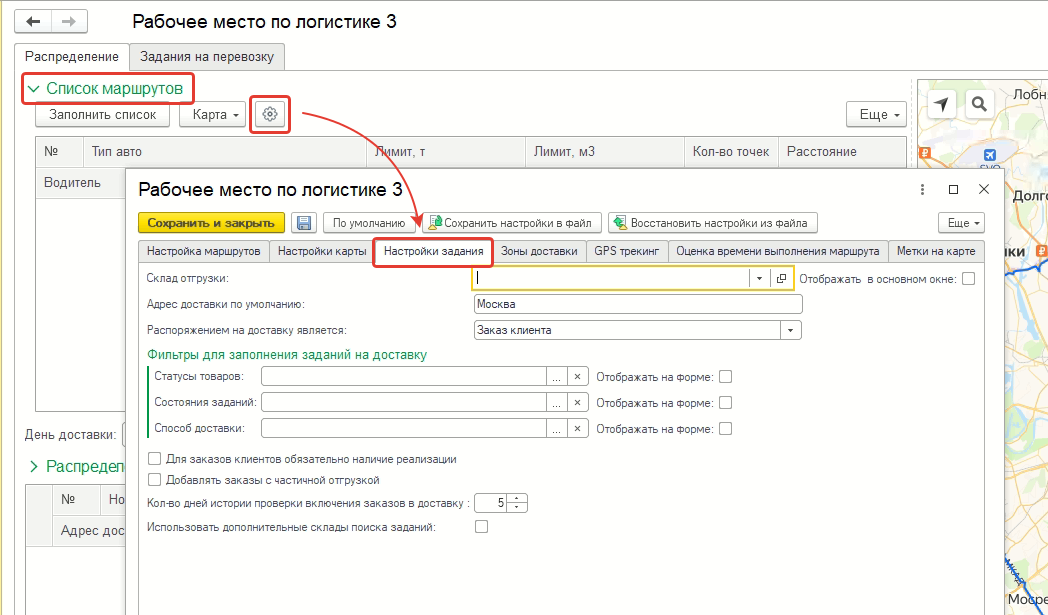 Рабочее место по логистике 3
Распределение Задания на перевозку
Список маршрутов
Заполнить список Карта Еще
№ Тип авто Лимит, т Лимит, м3 Кол-во точек Расстояние
Водитель
Рабочее место по логистике 3
Сохранить и закрыть По умолчанию Сохранить настройки в файл Восстановить настройки из файла Еще
Настройка маршрутов Настройки карты Настройки задания Зоны доставки GPS трекинг Оценка времени выполнения маршрута Метки на карте
Склад отгрузки: Отображать в основном окне:
Адрес доставки по умолчанию: Москва
Распоряжением на доставку является: Заказ клиента
Фильтры для заполнения заданий на доставку
Статусы товаров: ... × Отображать на форме:
Состояния заданий: ... × Отображать на форме:
Способ доставки: ... × Отображать на форме:
Для заказов клиентов обязательно наличие реализации
Добавлять заказы с частичной отгрузкой
Кол-во дней истории проверки включения заказов в доставку : 5
Использовать дополнительные склады поиска заданий:
День доставки:
Распредел
№ Но
Адрес дос
Лобн
Долг
ки
МКАД
Мосре